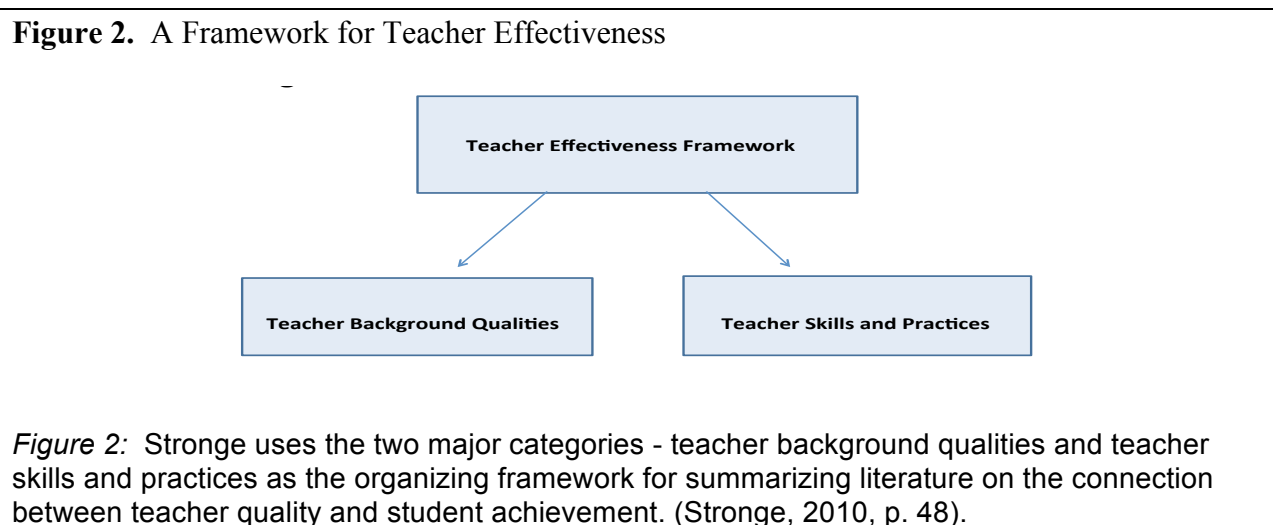 Figure 2. A Framework for Teacher Effectiveness
Teacher Effectiveness Framework
Teacher Background Qualities
Teacher Skills and Practices
Figure 2: Stronge uses the two major categories - teacher background qualities and teacher
skills and practices as the organizing framework for summarizing literature on the connection
between teacher quality and student achievement. (Stronge, 2010, p. 48).